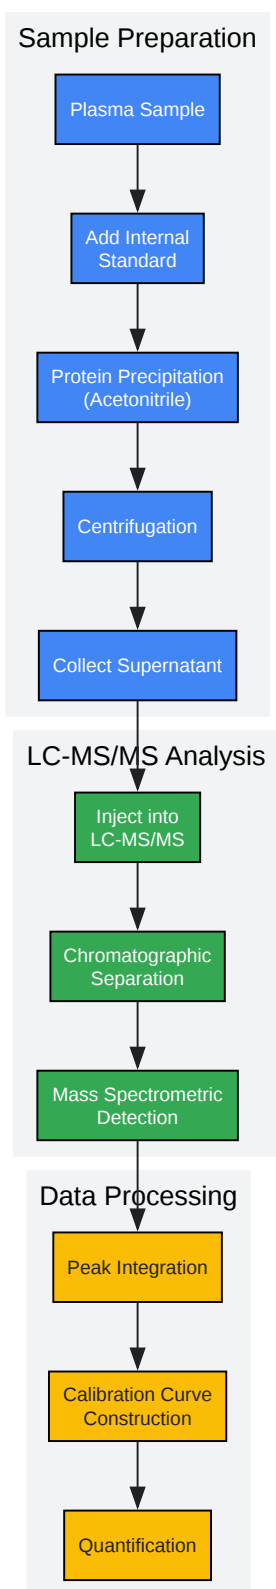 Sample Preparation
Plasma Sample
Add Internal
Standard
Protein Precipitation
(Acetonitrile)
Centrifugation
Collect Supernatant
LC-MS/MS Analysis
Inject into
LC-MS/MS
Chromatographic
Separation
Mass Spectrometric
Detection
Data Processing
Peak Integration
Calibration Curve
Construction
Quantification